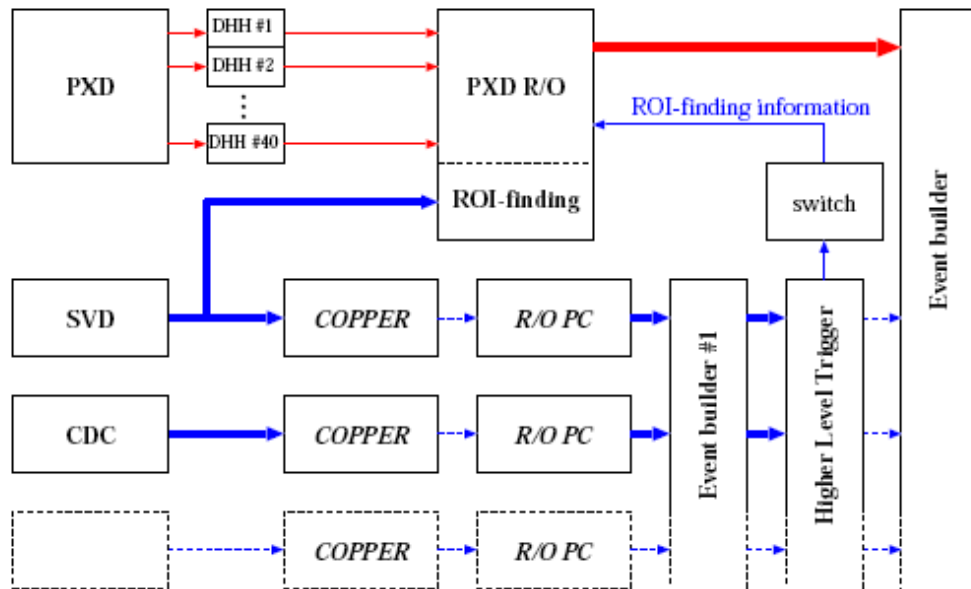 DHH #1
DHH #2
PXD
PXD R/O
DHH #40
ROI-finding information
ROI-finding
switch
Event builder
SVD
COPPER
R/O PC
Event builder #1
Higher Level Trigger
CDC
COPPER
R/O PC
COPPER
R/O PC